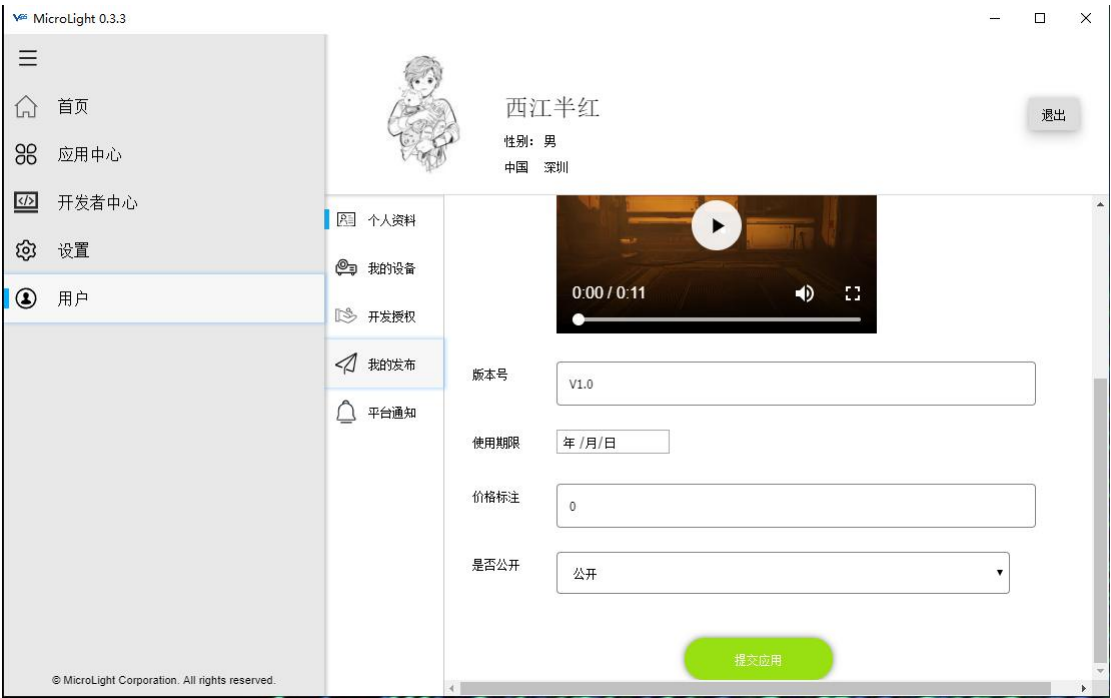 MicroLight 0.3.3
首页
应用中心
开发者中心
设置
用户
© MicroLight Corporation. All rights reserved.
西江半红
性别： 男
中国 深圳
退出
个人资料
我的设备
开发授权
我的发布
平台通知
0:00 / 0:11
版本号
V1.0
使用期限
年 /月/日
价格标注
0
是否公开
公开
提交应用